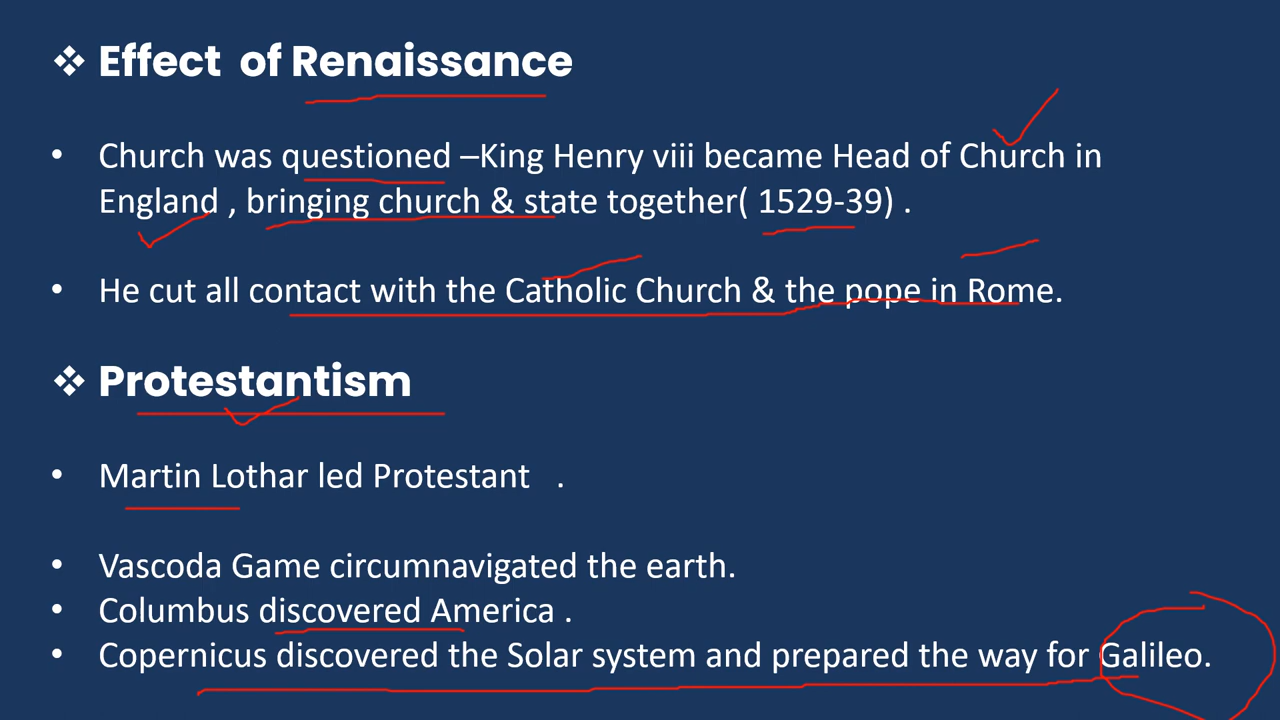 ❖ Effect of Renaissance
• Church was questioned –King Henry viii became Head of Church in
England , bringing church & state together( 1529-39) .
• He cut all contact with the Catholic Church & the pope in Rome.
❖ Protestantism
• Martin Lothar led Protestant .
• Vascoda Game circumnavigated the earth.
• Columbus discovered America .
• Copernicus discovered the Solar system and prepared the way for Galileo.